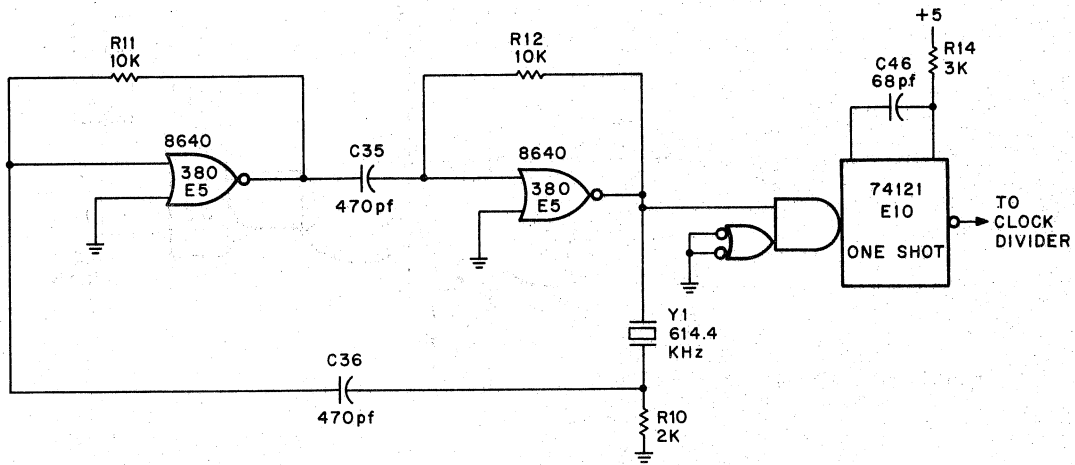 R11
10K
8640
380
E5
C35
470pf
R12
10K
8640
380
E5
+5
R14
3K
C46
68pf
74121
E10
ONE SHOT
TO
CLOCK
DIVIDER
Y1
614.4
KHz
C36
470pf
R10
2K